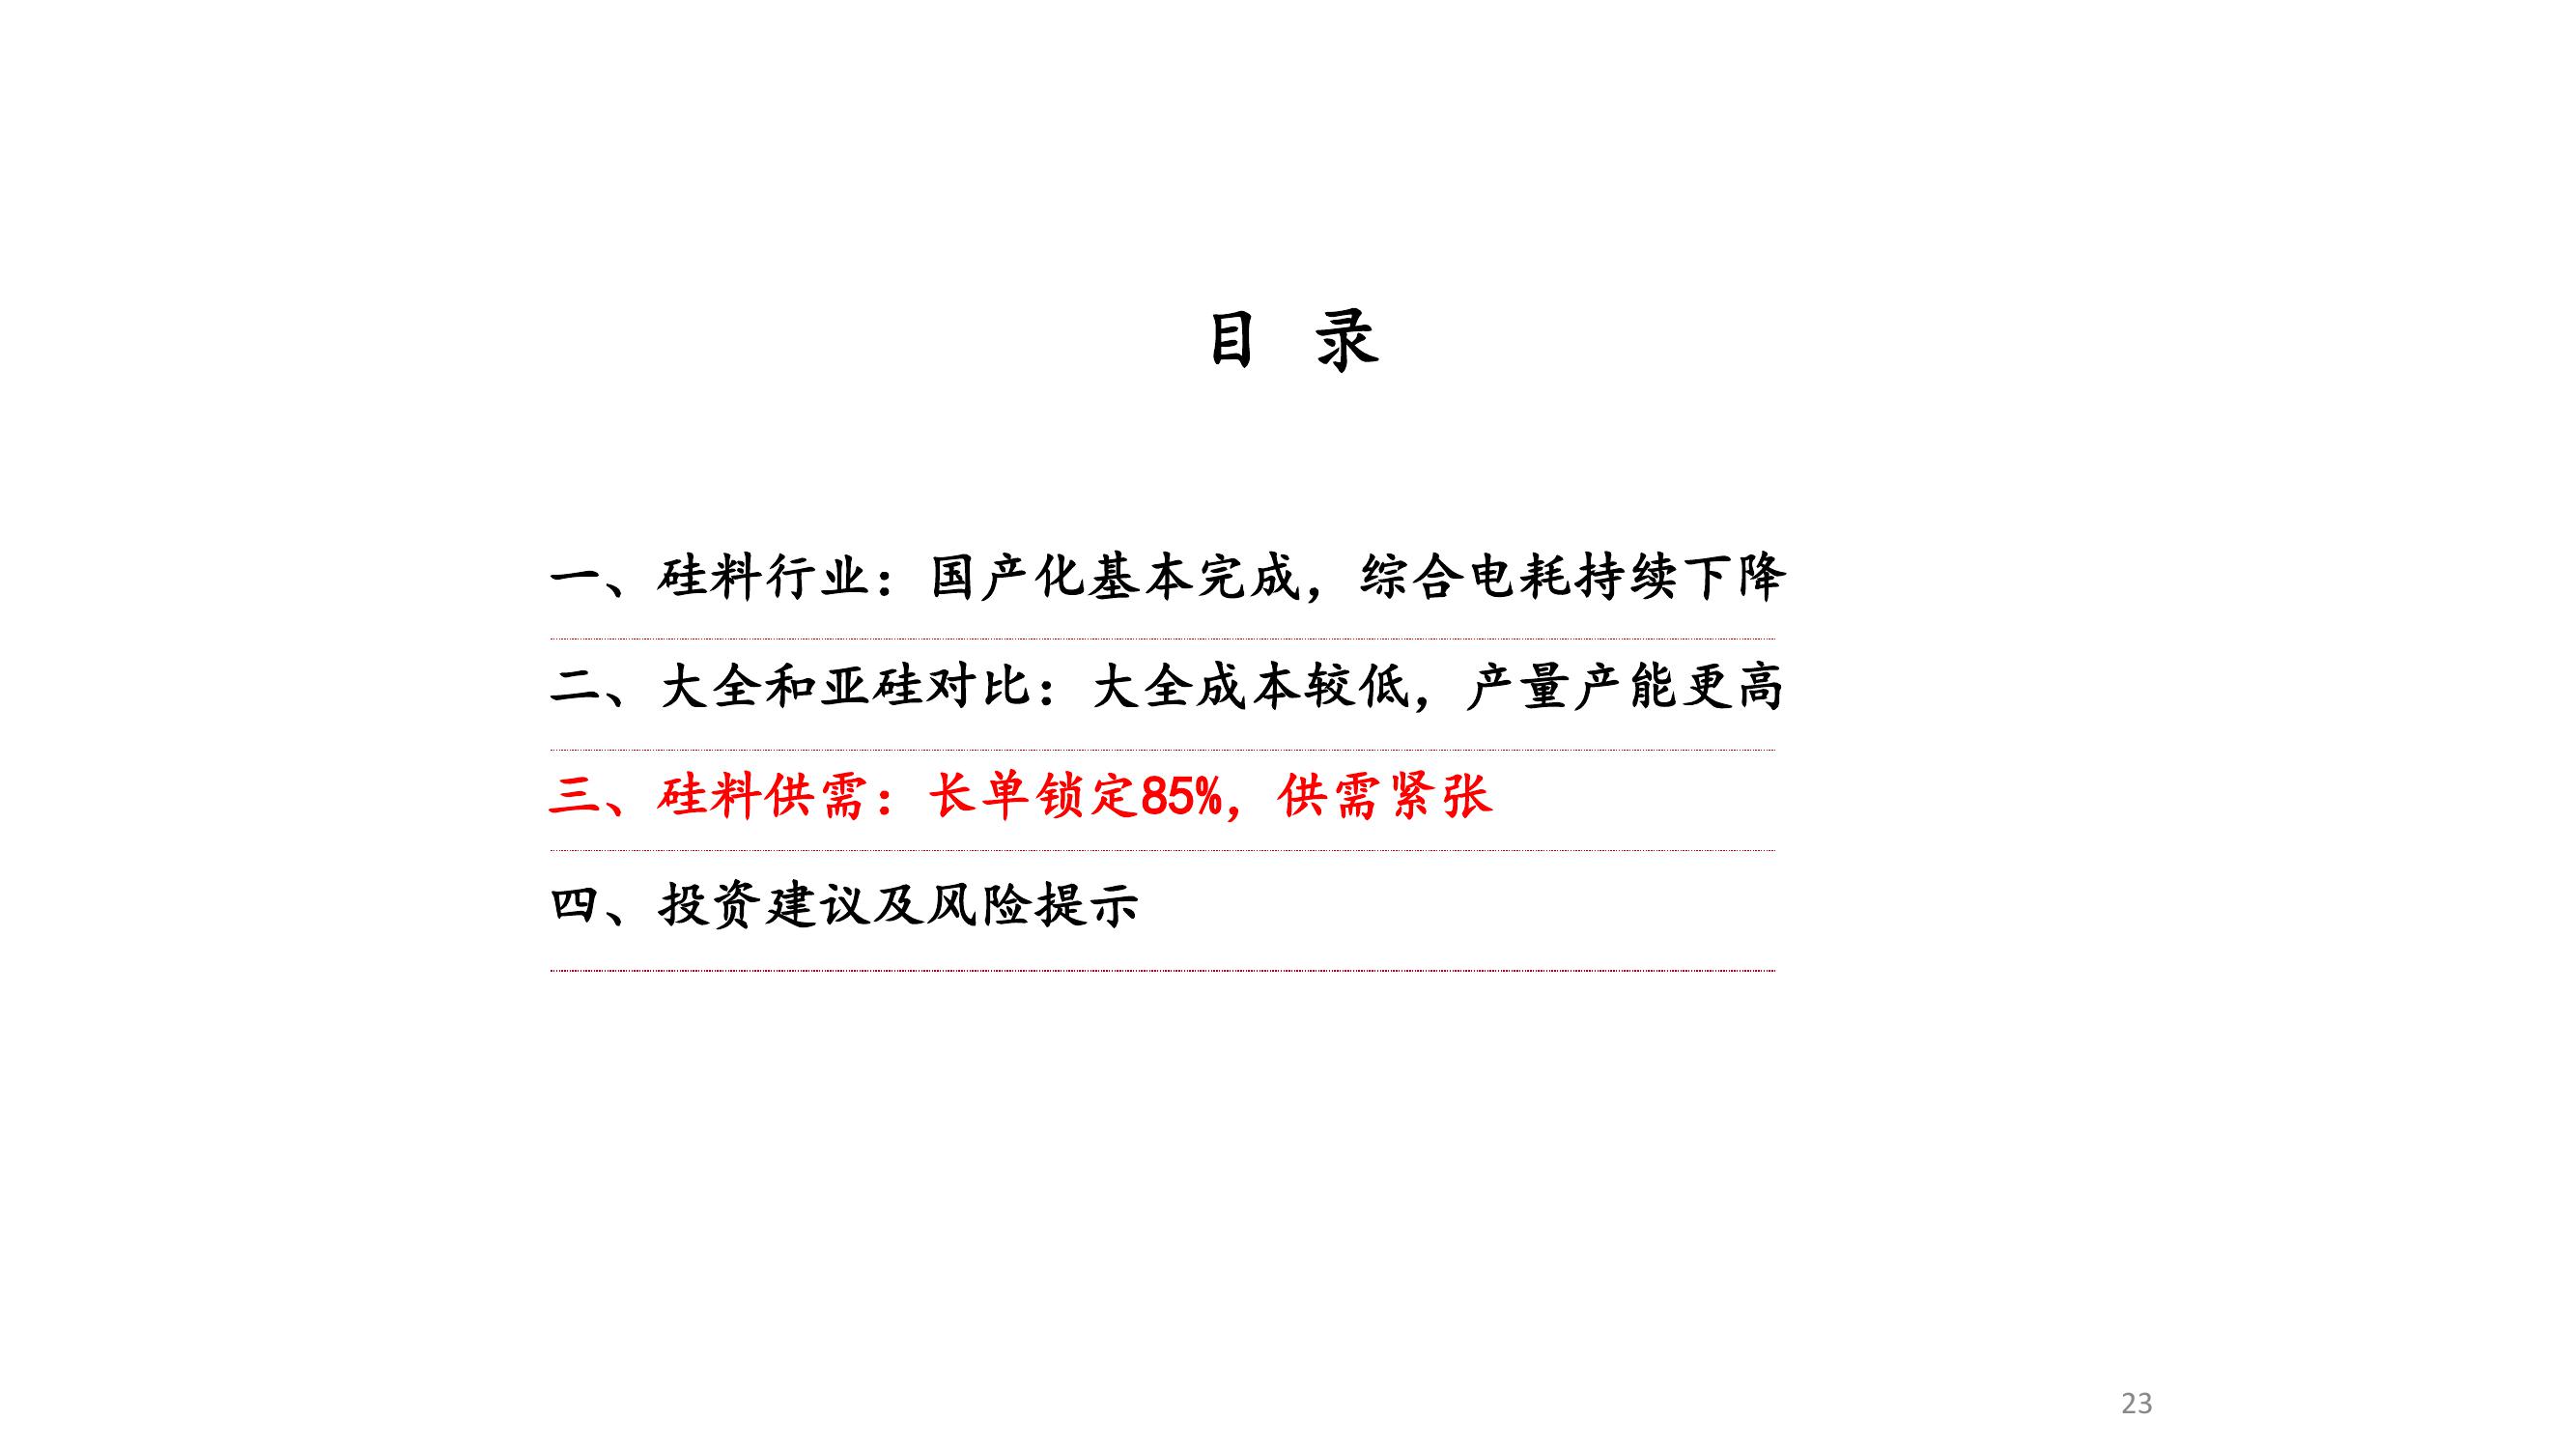 目 录
一、硅料行业：国产化基本完成，综合电耗持续下降
二、大全和亚硅对比：大全成本较低，产量产能更高
三、硅料供需：长单锁定85%，供需紧张
四、投资建议及风险提示
23